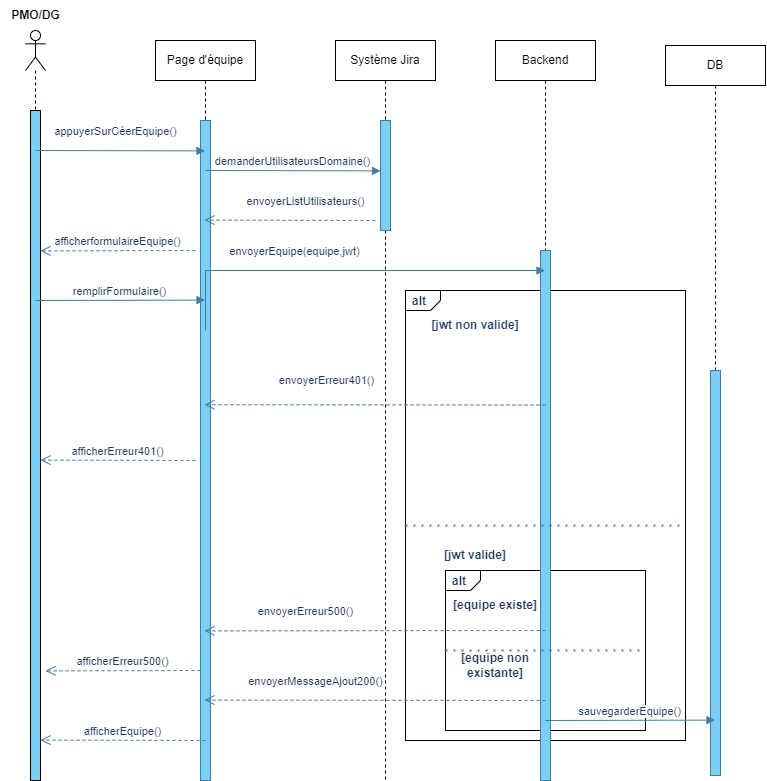 PMO/DG
Page d'équipe
Système Jira
Backend
DB
appuyerSurCéerEquipe()
demanderUtilisateursDomaine()
envoyerListUtilisateurs()
afficherformulaireEquipe()
envoyerEquipe(equipe,jwt)
remplirFormulaire()
alt
[jwt non valide]
envoyerErreur401()
afficherErreur401()
[jwt valide]
alt
[equipe existe]
envoyerErreur500()
[equipe non
existante]
afficherErreur500()
envoyerMessageAjout200()
sauvegarderEquipe()
afficherEquipe()